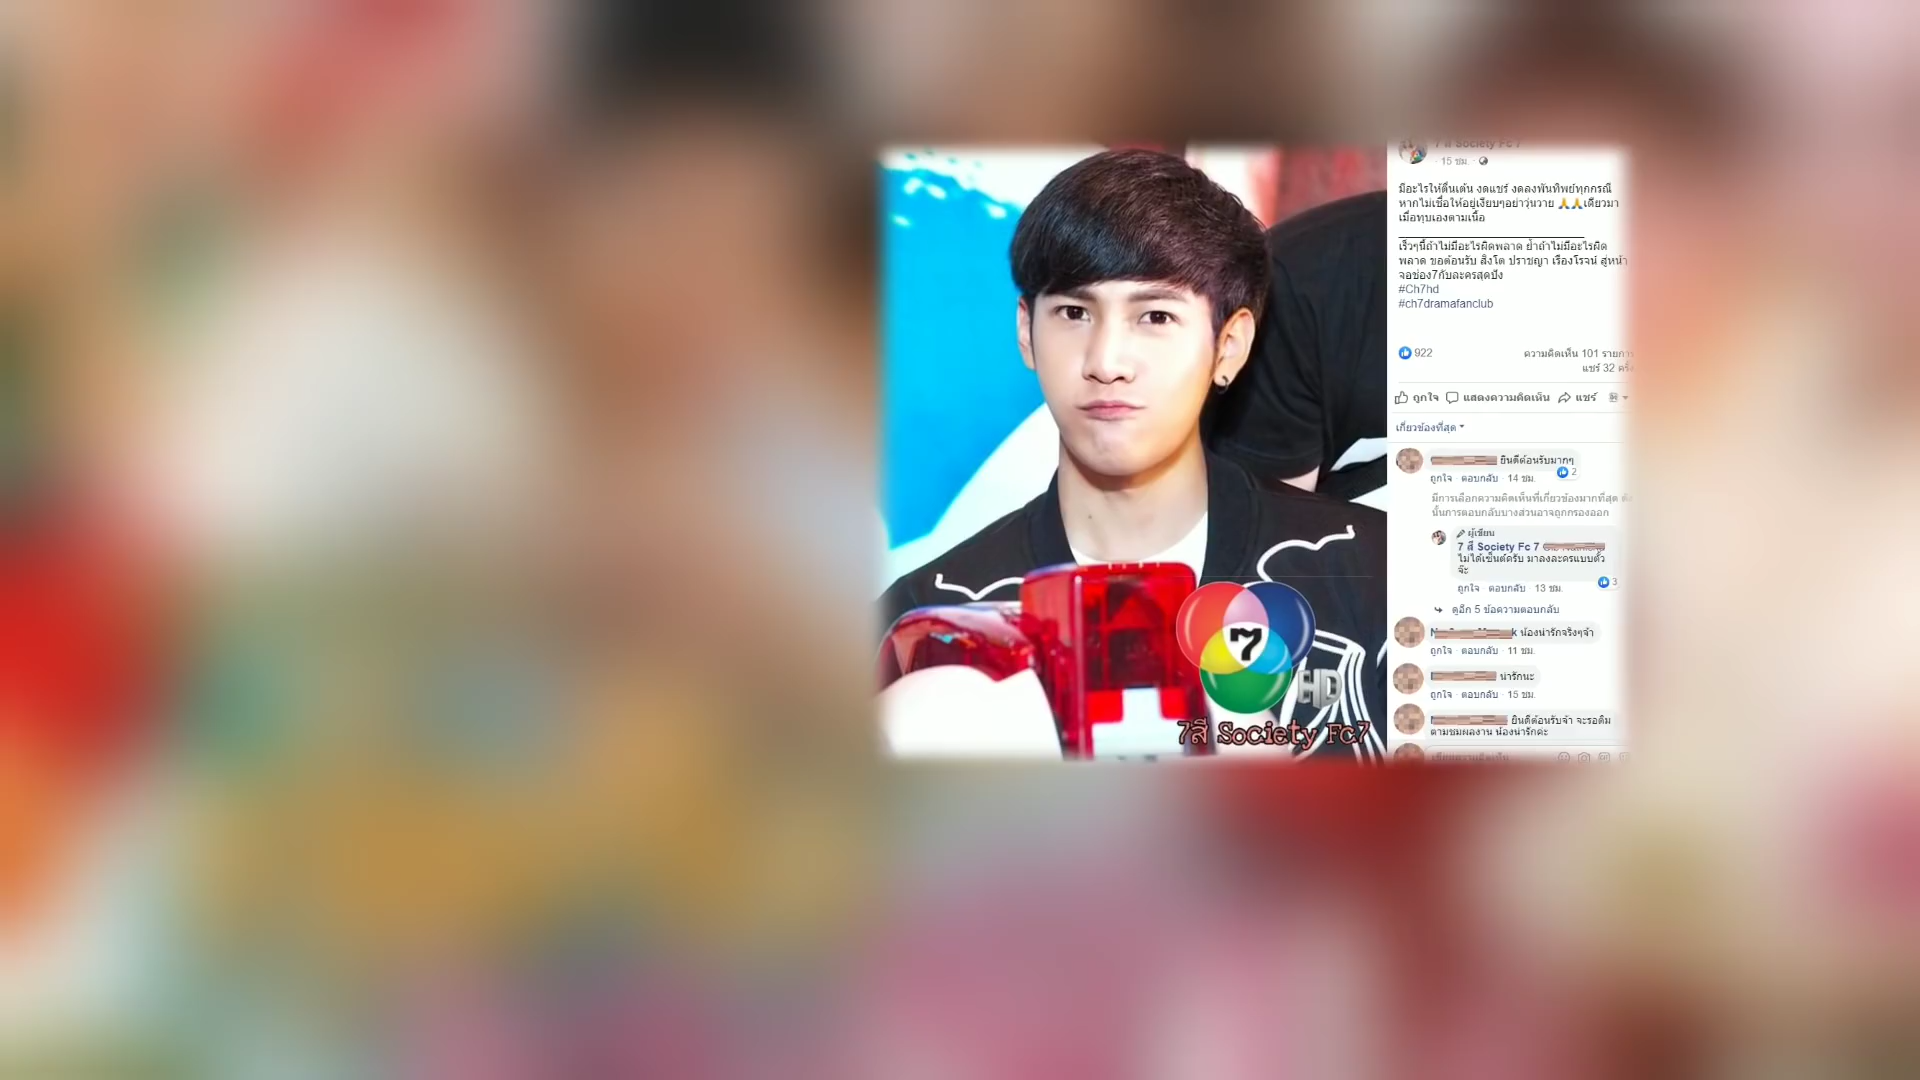 7 สี Society Fc 7
15 ชม.
มีอะไรให้ตื่นเต้น งดแชร์ งดลงพันทิพย์ทุกกรณี
หากไม่เชื่อให้อยู่เงียบๆอย่าวุ่นวาย 🙏🙏เดี๋ยวมา
เมื่อทุบเองตามเนื้อ
เร็วๆนี้ถ้าไม่มีอะไรผิดพลาด ย้ำถ้าไม่มีอะไรผิด
พลาด ขอต้อนรับ สิงโต ปราชญา เรืองโรจน์ สู่หน้า
จอช่อง7กับละครสุดปัง
#Ch7hd
#ch7dramafanclub
922
ความคิดเห็น 101 รายการ
แชร์ 32 ครั้ง
ถูกใจ แสดงความคิดเห็น แชร์
เกี่ยวข้องที่สุด
ยินดีต้อนรับมากๆ
2
ถูกใจ · ตอบกลับ · 14 ชม.
มีการเลือกความคิดเห็นที่เกี่ยวข้องมากที่สุด ดัง
นั้นการตอบกลับบางส่วนอาจถูกกรองออก
ผู้เขียน
7 สี Society Fc 7
ไม่ได้เซ็นต์ครับ มาลงละครแบบตั๋ว
จ๊ะ
3
ถูกใจ · ตอบกลับ · 13 ชม.
ดูอีก 5 ข้อความตอบกลับ
น้องน่ารักจริงๆจ้า
ถูกใจ · ตอบกลับ · 11 ชม.
น่ารักนะ
ถูกใจ · ตอบกลับ · 15 ชม.
ยินดีต้อนรับจ้า จะรอติม
ตามชมผลงาน น้องน่ารักค่ะ
เขียนความคิดเห็น
7
HD
7สี Society Fc7